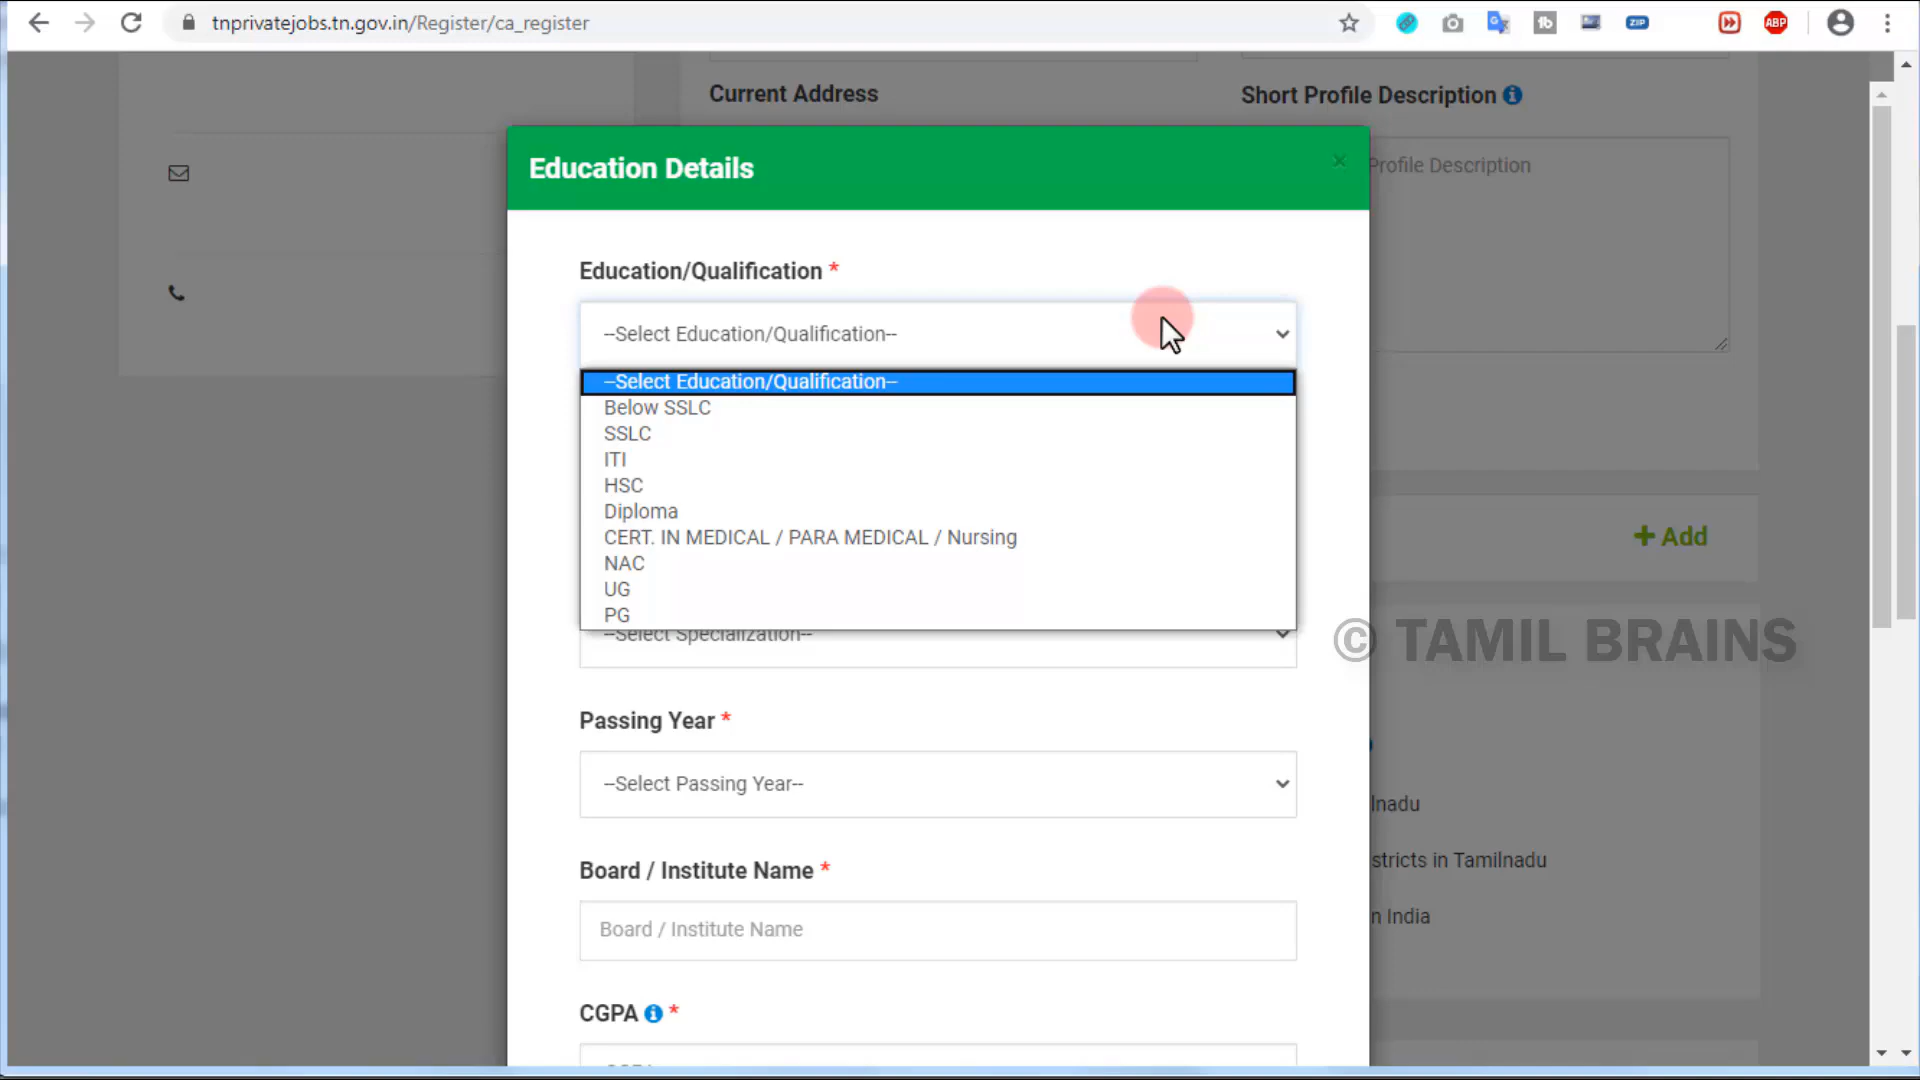 tnprivatejobs.tn.gov.in/Register/ca_register
ZIP
ABP
Current Address
Short Profile Description
Profile Description
Education Details
×
Education/Qualification *
--Select Education/Qualification--
--Select Education/Qualification--
Below SSLC
SSLC
ITI
HSC
Diploma
CERT. IN MEDICAL / PARA MEDICAL / Nursing
NAC
UG
PG
--Select Specialization--
+ Add
© TAMIL BRAINS
Passing Year *
--Select Passing Year--
lnadu
Board / Institute Name *
stricts in Tamilnadu
Board / Institute Name
n India
CGPA *